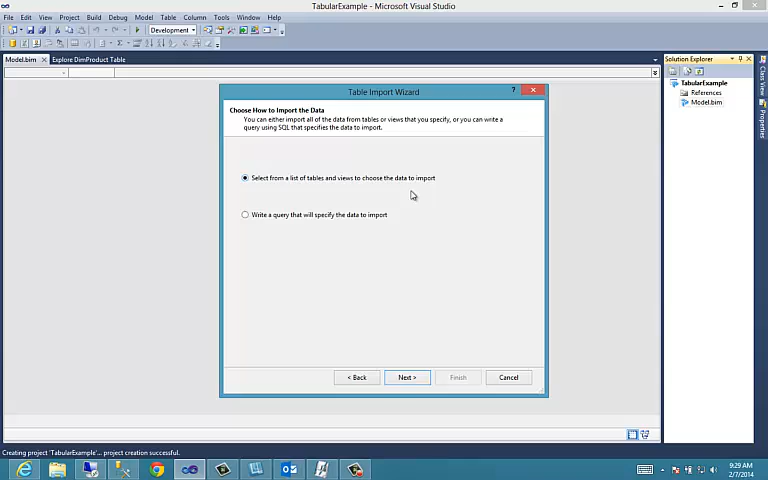 TabularExample - Microsoft Visual Studio
File Edit View Project Build Debug Model Table Column Tools Window Help
Development
Model.bim Explore DimProduct Table
Solution Explorer
TabularExample
References
Model.bim
Class View
Properties
Table Import Wizard
?
Choose How to Import the Data
You can either import all of the data from tables or views that you specify, or you can write a
query using SQL that specifies the data to import.
Select from a list of tables and views to choose the data to import
Write a query that will specify the data to import
< Back Next > Finish Cancel
Creating project 'TabularExample'... project creation successful.
9:29 AM
2/7/2014